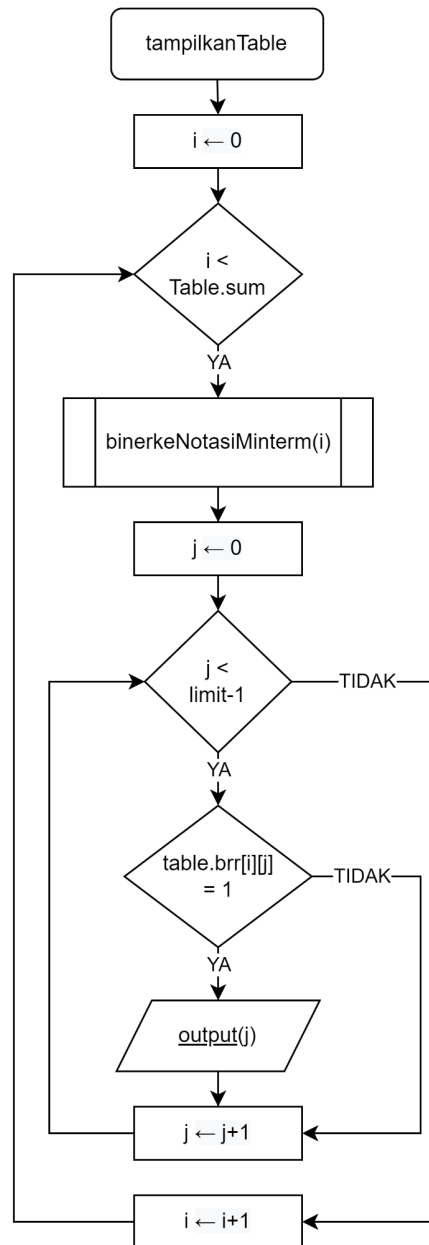 tampilkanTable
i ← 0
i <
Table.sum
YA
binerkeNotasiMinterm(i)
j ← 0
j <
limit-1
TIDAK
YA
table.brr[i][j]
= 1
TIDAK
YA
output(j)
j ← j+1
i ← i+1